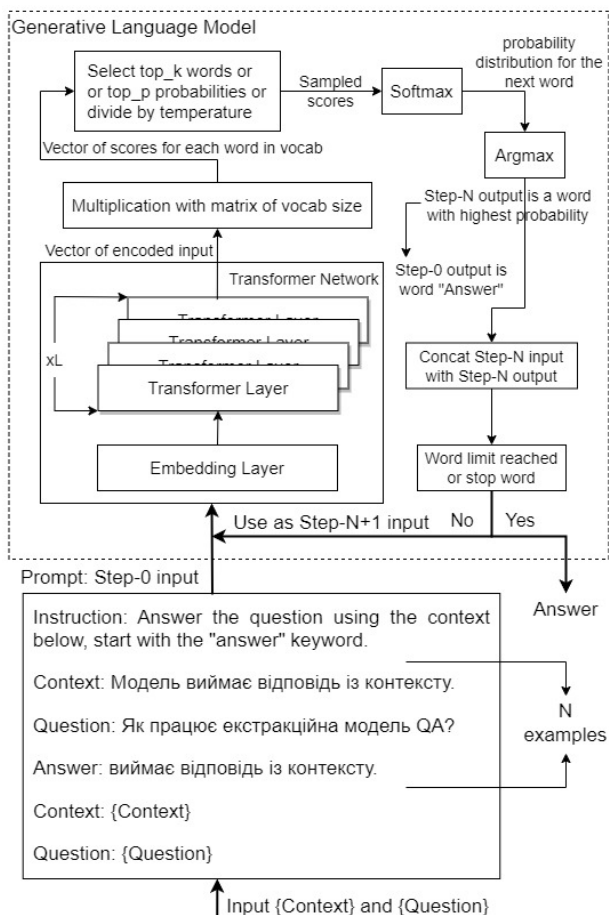 Generative Language Model
Select top_k words or
or top_p probabilities or
divide by temperature
Sampled
scores
Softmax
probability
distribution for the
next word
Argmax
Vector of scores for each word in vocab
Multiplication with matrix of vocab size
Step-N output is a word
with highest probability
Step-0 output is
word "Answer"
Vector of encoded input
Transformer Network
Transformer Layer
Transformer Layer
Transformer Layer
Transformer Layer
xL
Embedding Layer
Concat Step-N input
with Step-N output
Word limit reached
or stop word
Use as Step-N+1 input
No
Yes
Answer
Prompt: Step-0 input
Instruction: Answer the question using the context
below, start with the "answer" keyword.
Context: Модель виймає відповідь із контексту.
Question: Як працює екстракційна модель QA?
Answer: виймає відповідь із контексту.
Context: {Context}
Question: {Question}
N
examples
Input {Context} and {Question}